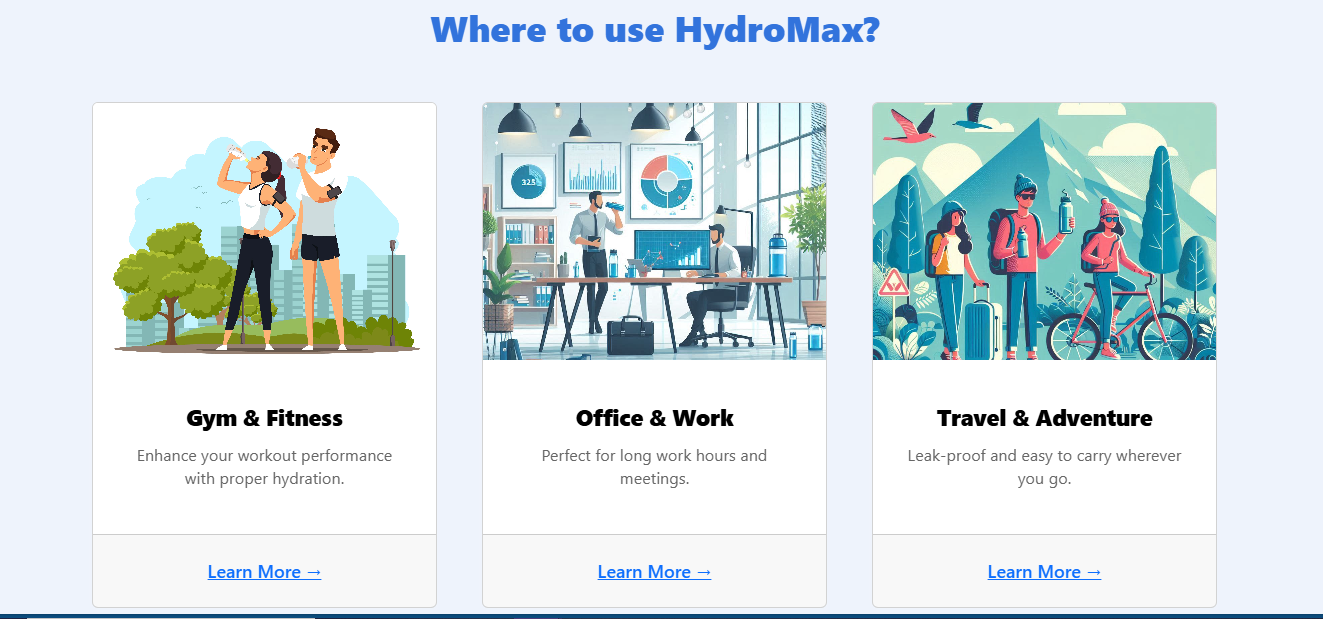 Where to use HydroMax?
325
Gym & Fitness
Enhance your workout performance
with proper hydration.
Learn More →
Office & Work
Perfect for long work hours and
meetings.
Learn More →
Travel & Adventure
Leak-proof and easy to carry wherever
you go.
Learn More →